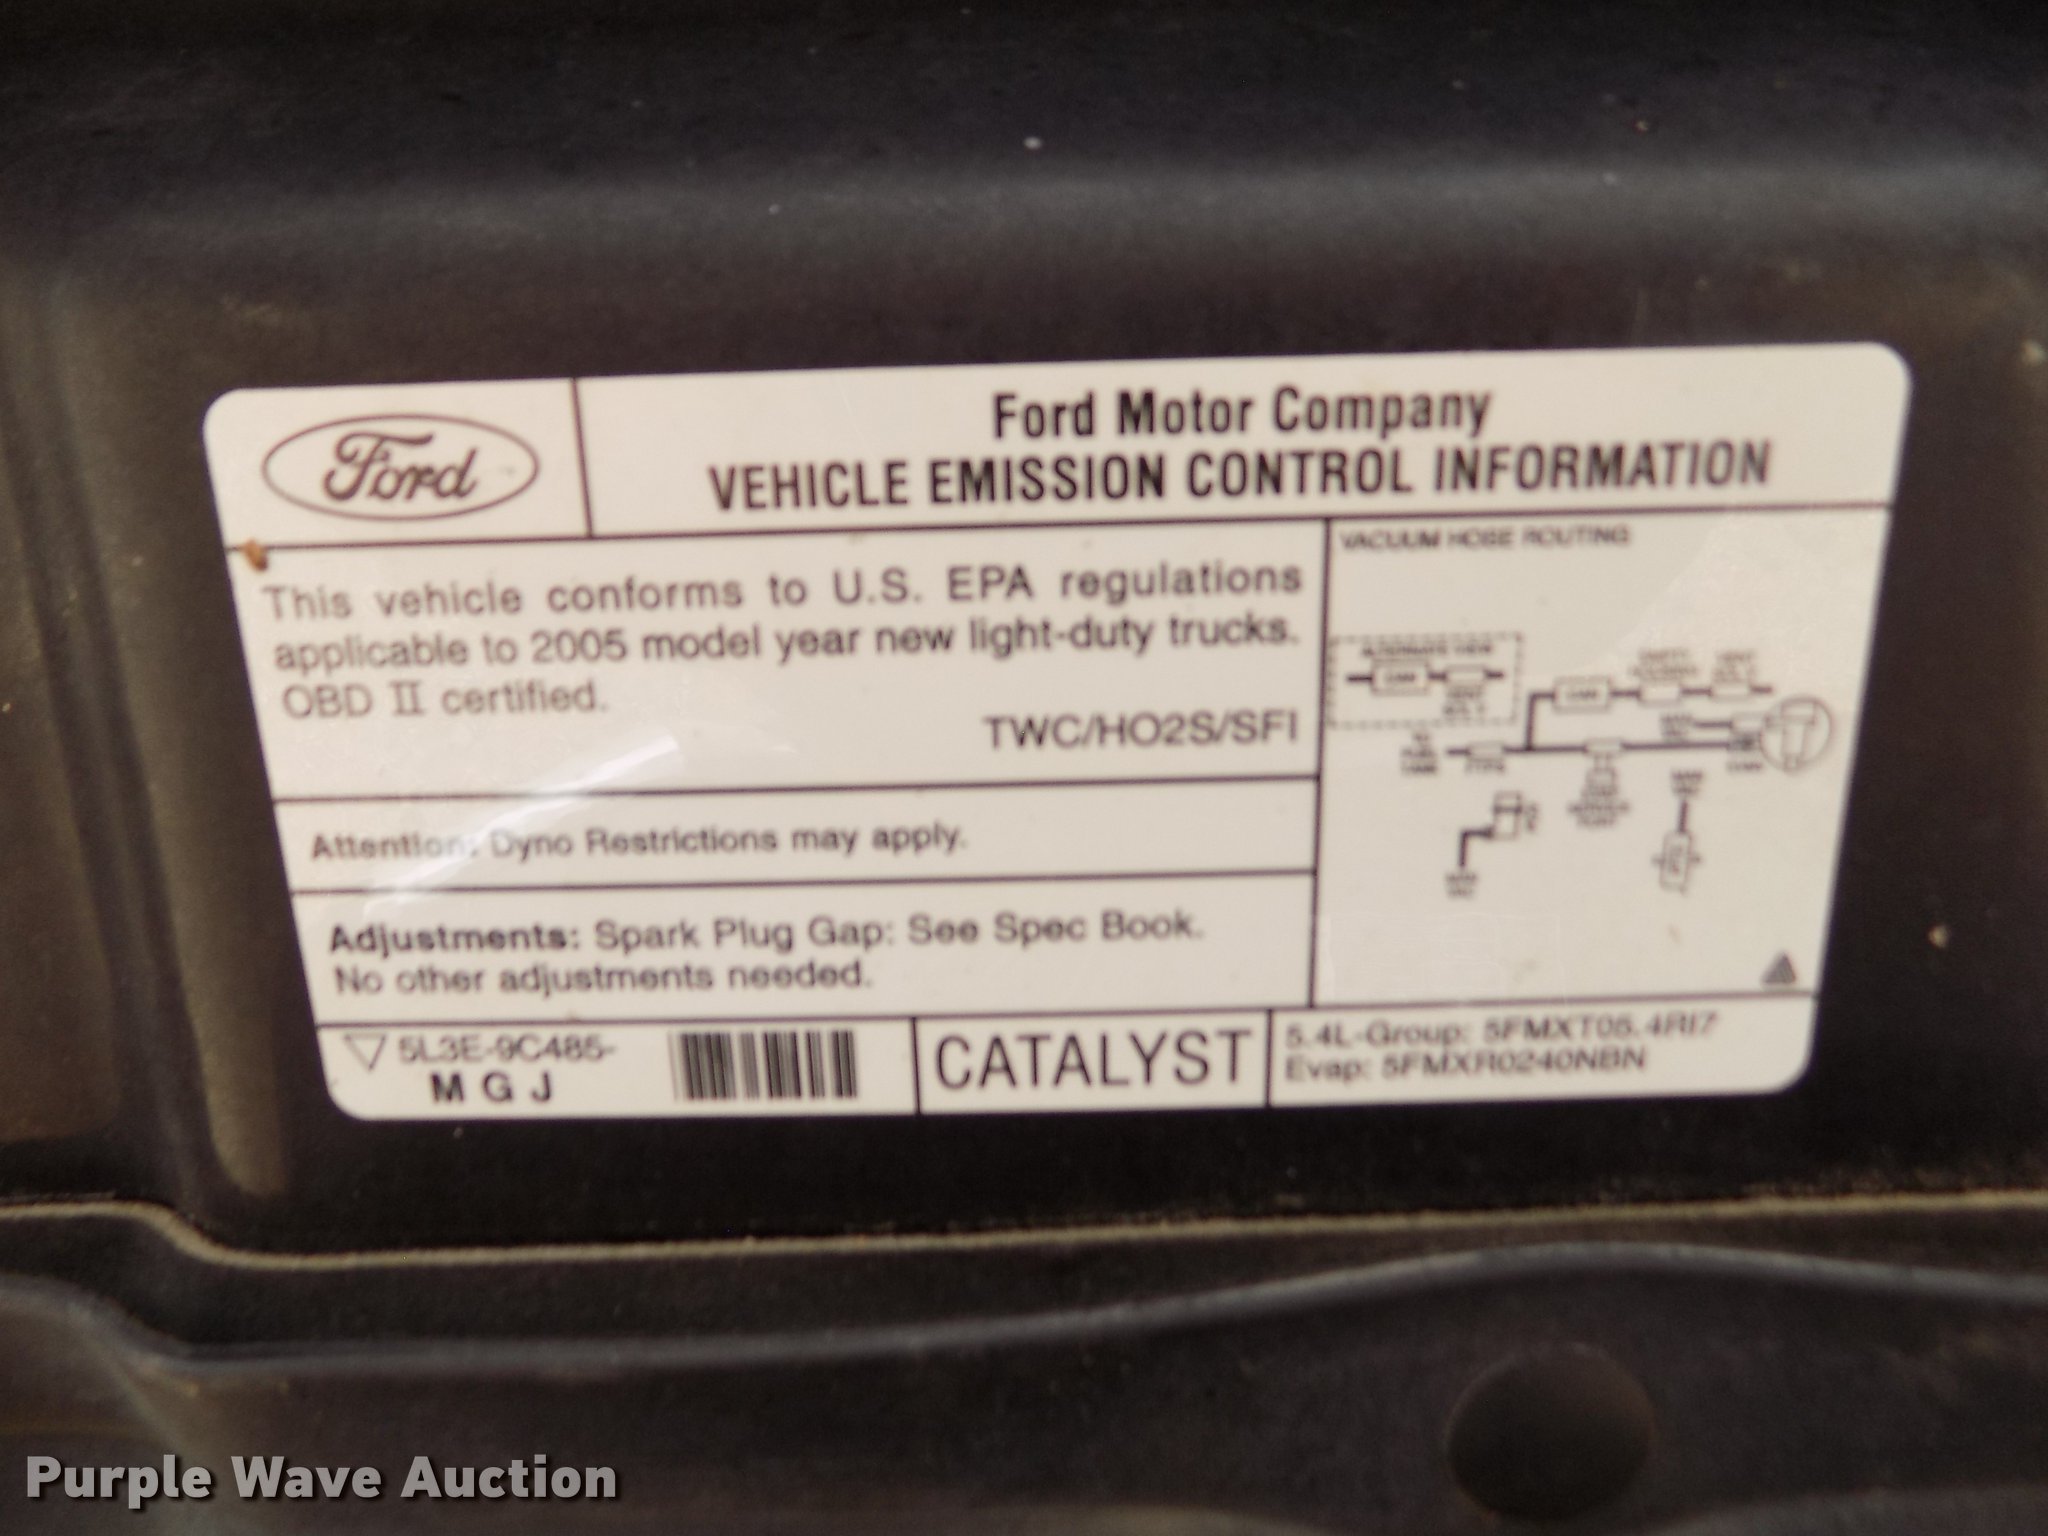 Ford
Ford Motor Company
VEHICLE EMISSION CONTROL INFORMATION
This vehicle conforms to U.S. EPA regulations
applicable to 2005 model year new light-duty trucks.
OBD II certified.
TWC/HO2S/SFI
Attention: Dyno Restrictions may apply.
Adjustments: Spark Plug Gap: See Spec Book.
No other adjustments needed.
VACUUM HOSE ROUTING
ALTERNATE VIEW
5L3E-9C485-
M G J
CATALYST
5.4L-Group: 5FMXT05.4RI7
Evap: 5FMXR0240NBN
Purple Wave Auction